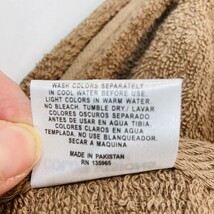 WASH COLORS SEPARATELY
IN COOL WATER BEFORE USE.
LIGHT COLORS IN WARM WATER.
NO BLEACH. TUMBLE DRY./ LAVAR
COLORES OSCUROS SEPARADO
ANTES DEL USO EN AGUA TIBIA
COLORES CLAROS EN AGUA
TEMPLADA. NO USE BLANQUEADOR.
SECAR A MAQUINA.
MADE IN PAKISTAN
RN 135965